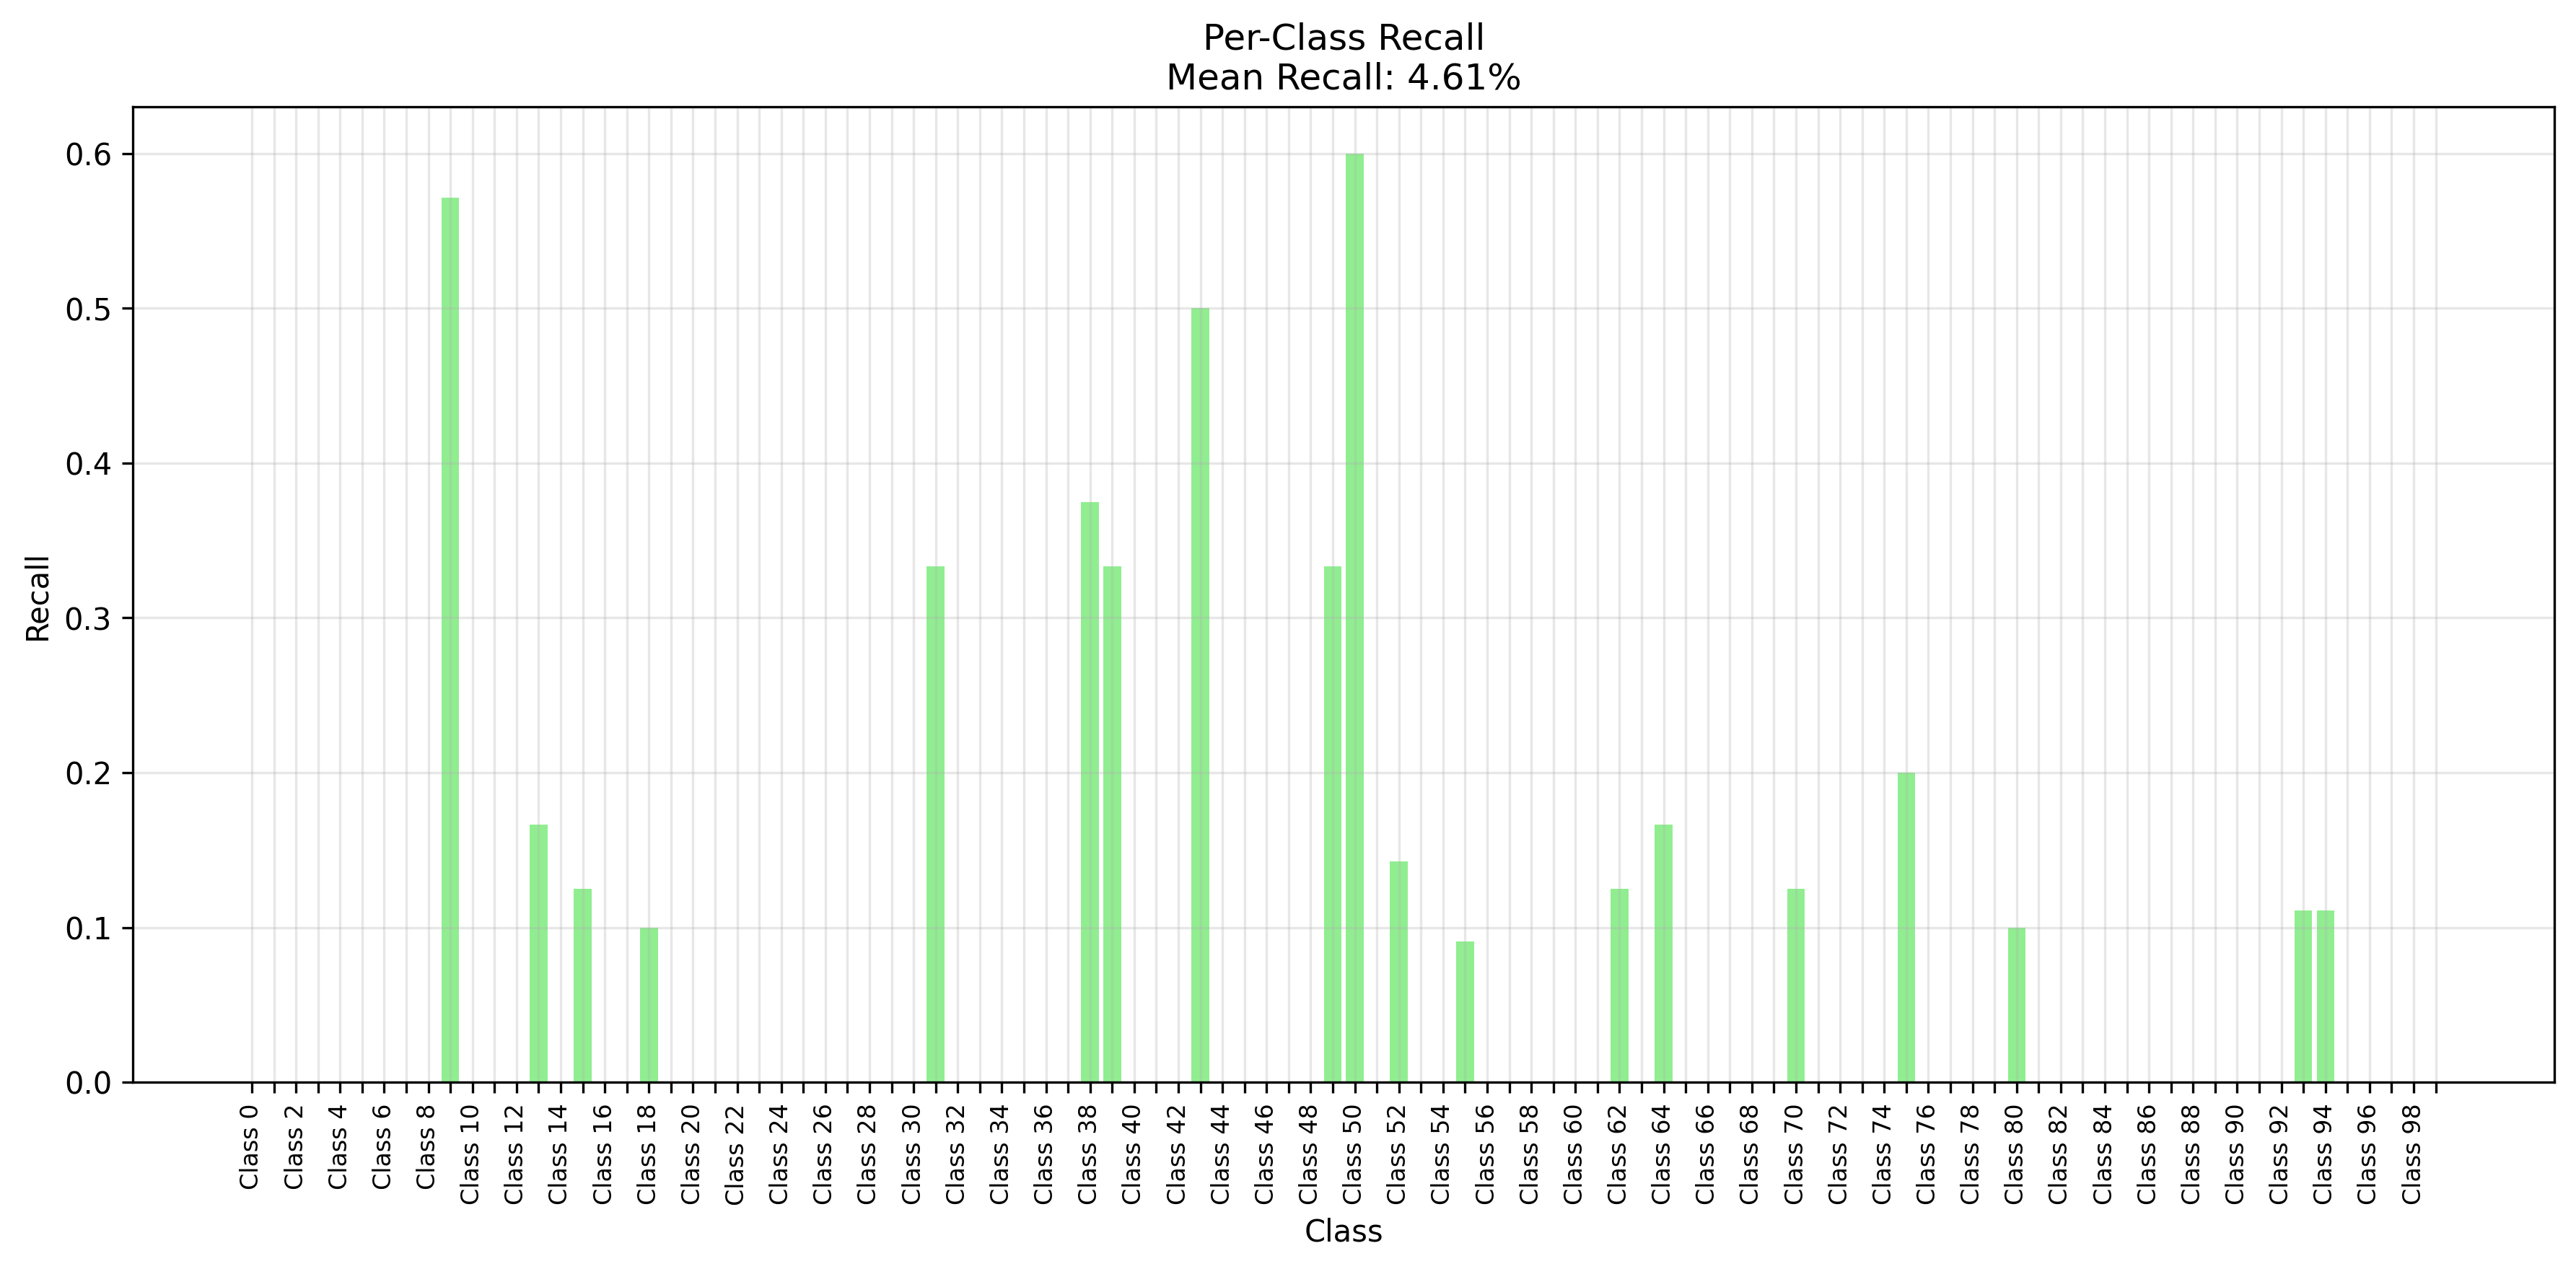 Per-Class Recall
Mean Recall: 4.61%
0.6
0.5
0.4
0.3
0.2
0.1
0.0
Recall
Class 0
Class 2
Class 4
Class 6
Class 8
Class 10
Class 12
Class 14
Class 16
Class 18
Class 20
Class 22
Class 24
Class 26
Class 28
Class 30
Class 32
Class 34
Class 36
Class 38
Class 40
Class 42
Class 44
Class 46
Class 48
Class 50
Class 52
Class 54
Class 56
Class 58
Class 60
Class 62
Class 64
Class 66
Class 68
Class 70
Class 72
Class 74
Class 76
Class 78
Class 80
Class 82
Class 84
Class 86
Class 88
Class 90
Class 92
Class 94
Class 96
Class 98
Class